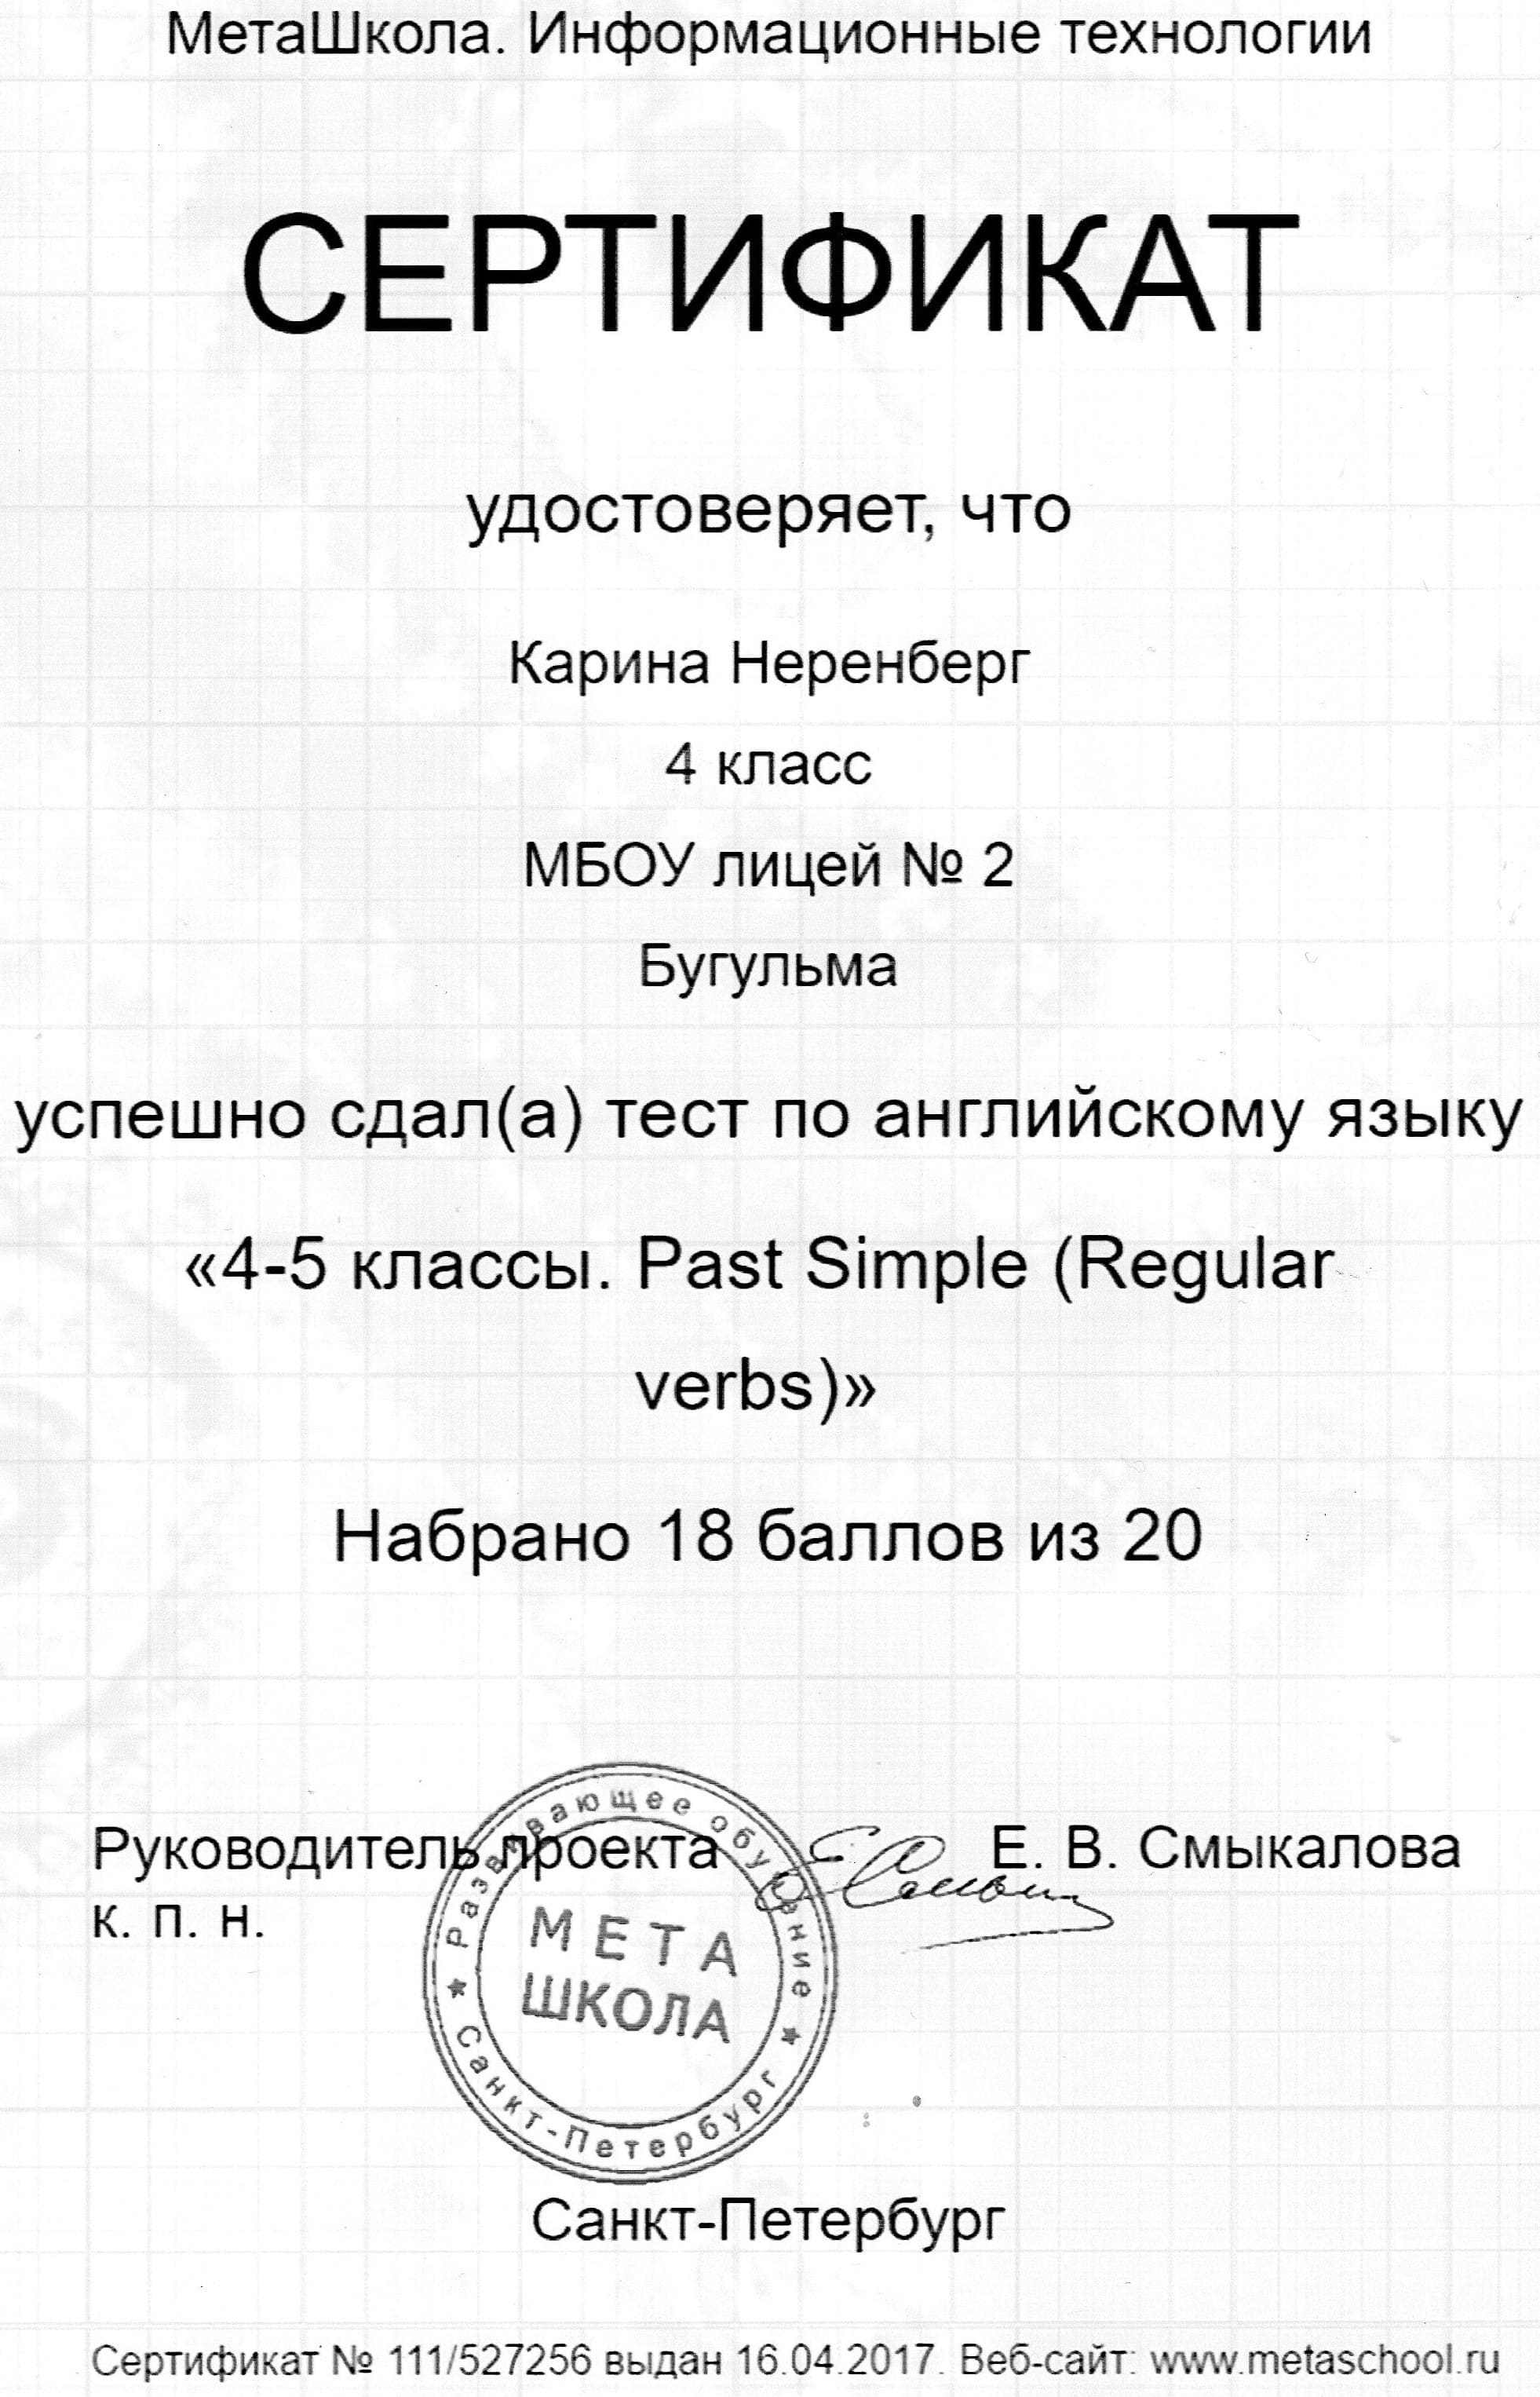 МетаШкола. Информационные технологии
СЕРТИФИКАТ
удостоверяет, что
Карина Неренберг
4 класс
МБОУ лицей № 2
Бугульма
успешно сдал(а) тест по английскому языку
«4-5 классы. Past Simple (Regular
verbs)»
Набрано 18 баллов из 20
Руководитель проекта Е. В. Смыкалова
к. п. н.
Развивающее обучение
МЕТА
ШКОЛА
Санкт-Петербург
Санкт-Петербург
Сертификат № 111/527256 выдан 16.04.2017. Веб-сайт: www.metaschool.ru